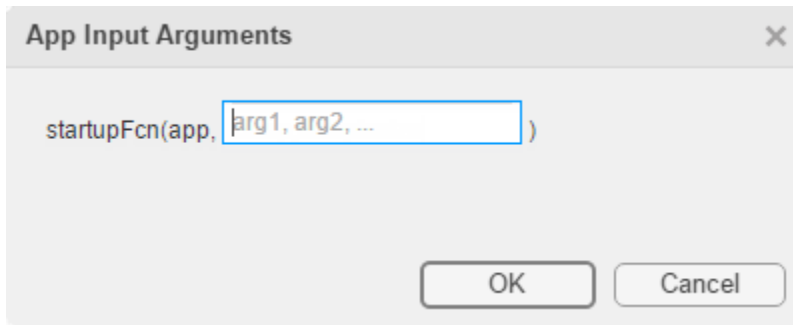 App Input Arguments
startupFcn(app, arg1, arg2, ... )
OK Cancel